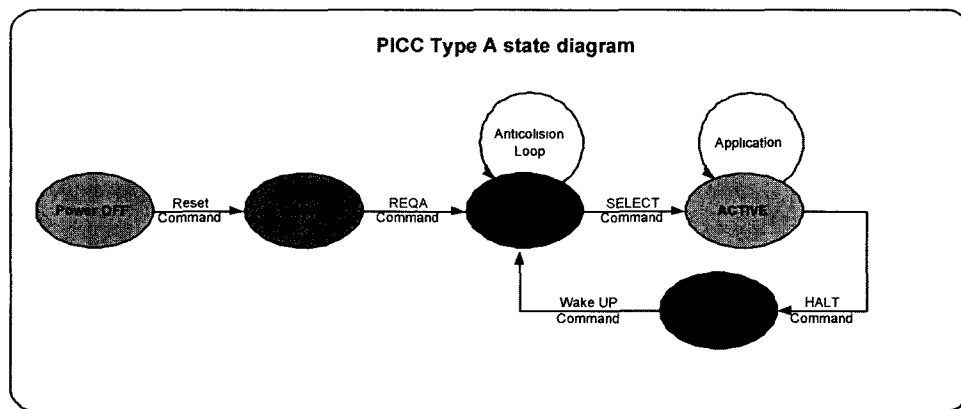 PICC Type A state diagram
Anticolision
Loop
Application
Power OFF
Reset
Command
REQA
Command
SELECT
Command
ACTIVE
Wake UP
Command
HALT
Command